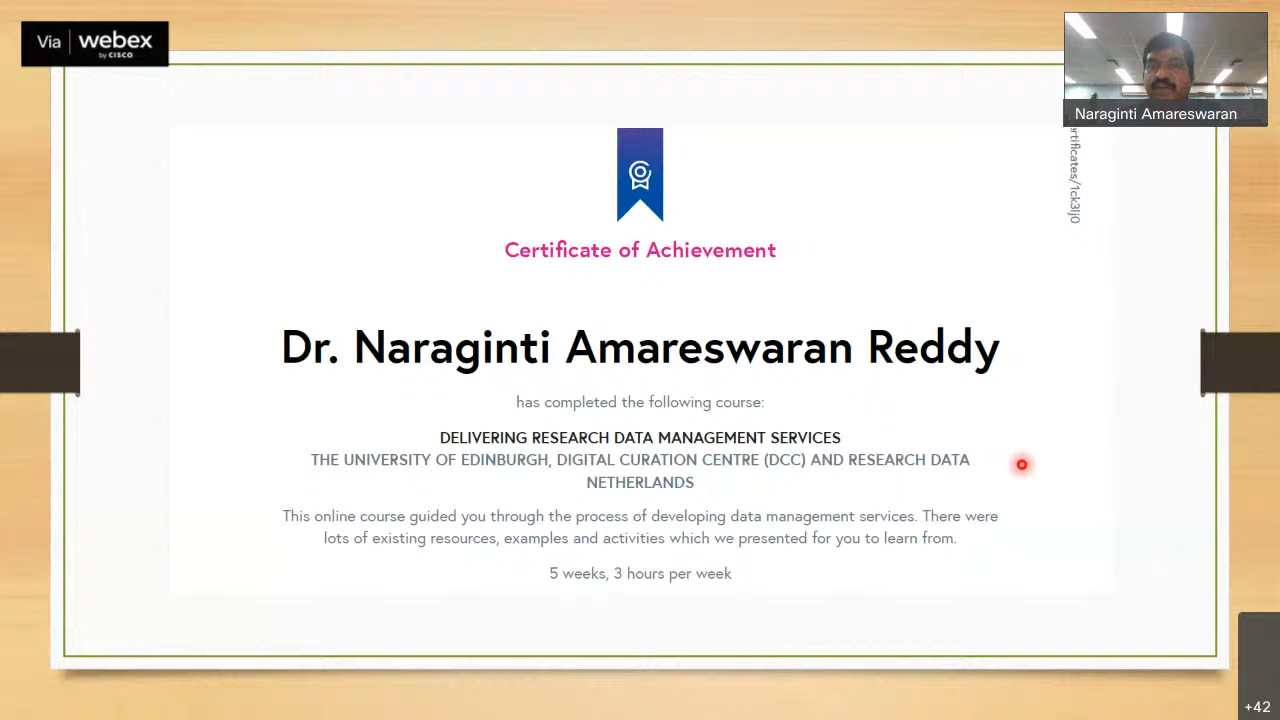 Via webex
by CISCO
Naraginti Amareswaran
ertificates/1ck3lj0
Certificate of Achievement
Dr. Naraginti Amareswaran Reddy
has completed the following course:
DELIVERING RESEARCH DATA MANAGEMENT SERVICES
THE UNIVERSITY OF EDINBURGH, DIGITAL CURATION CENTRE (DCC) AND RESEARCH DATA
NETHERLANDS
This online course guided you through the process of developing data management services. There were
lots of existing resources, examples and activities which we presented for you to learn from.
5 weeks, 3 hours per week
+42